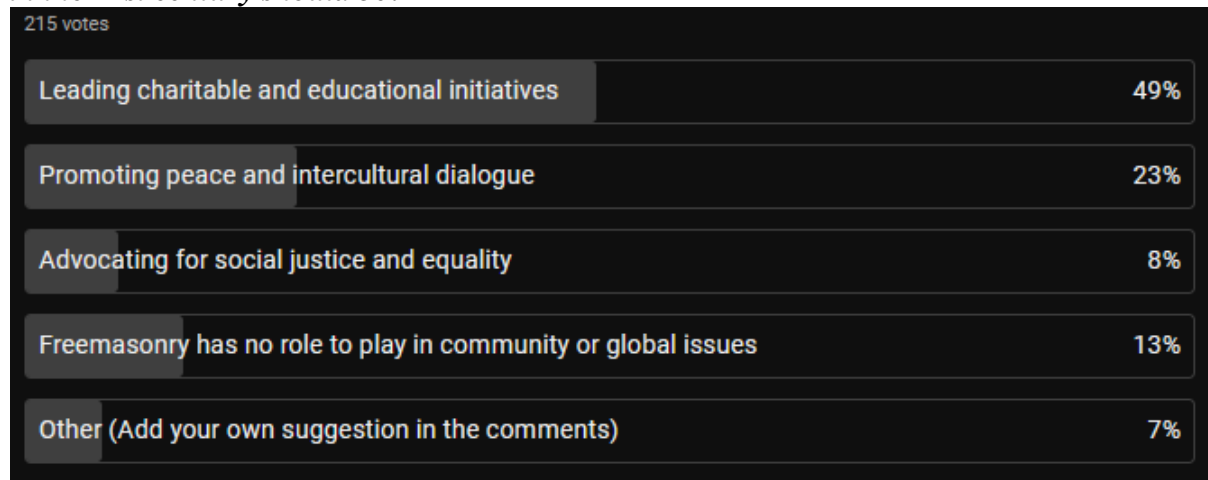 215 votes
Leading charitable and educational initiatives 49%
Promoting peace and intercultural dialogue 23%
Advocating for social justice and equality 8%
Freemasonry has no role to play in community or global issues 13%
Other (Add your own suggestion in the comments) 7%